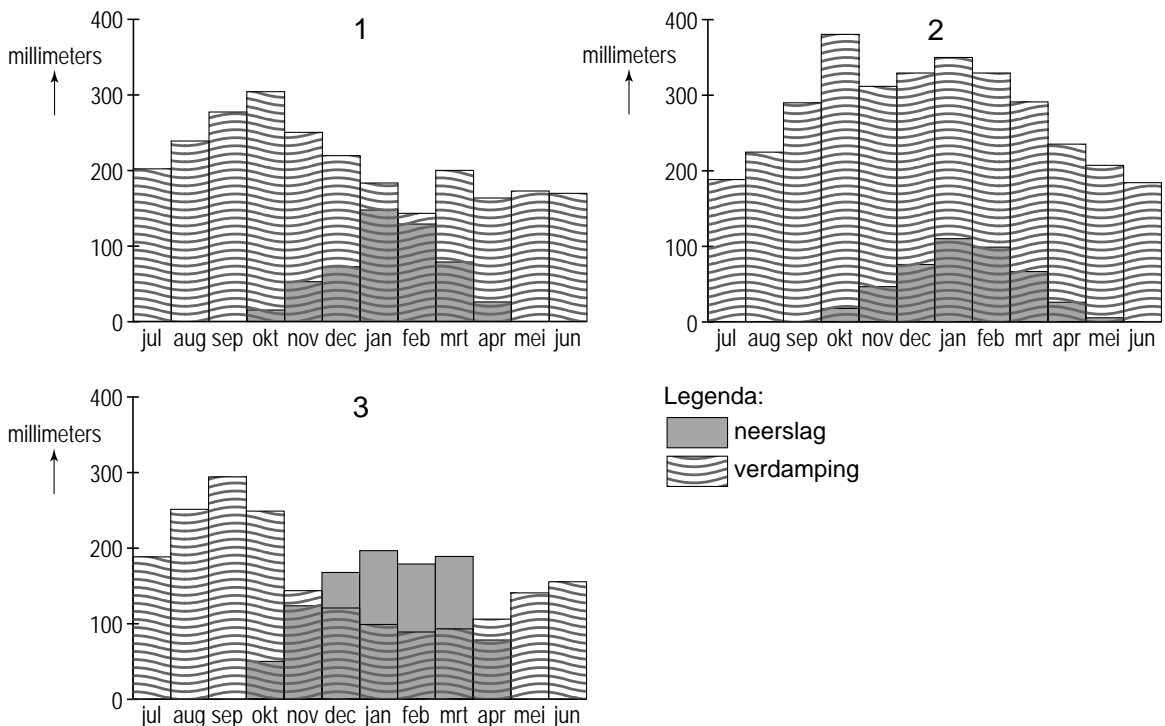 1
millimeters
400
300
200
100
0
jul aug sep okt nov dec jan feb mrt apr mei jun
2
millimeters
400
300
200
100
0
jul aug sep okt nov dec jan feb mrt apr mei jun
3
millimeters
400
300
200
100
0
jul aug sep okt nov dec jan feb mrt apr mei jun
Legenda:
neerslag
verdamping